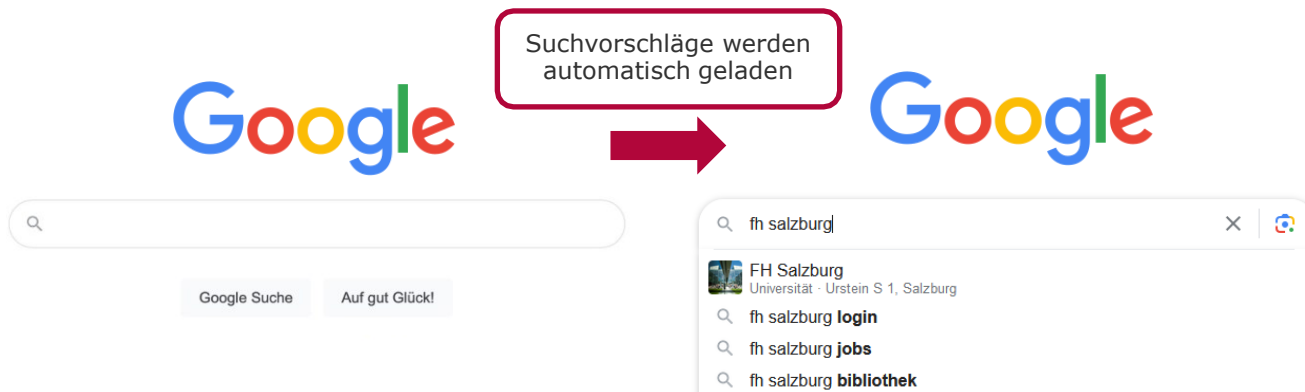 Suchvorschläge werden
automatisch geladen
Google
Google Suche
Auf gut Glück!
Google
fh salzburg
FH Salzburg
Universität · Urstein S 1, Salzburg
fh salzburg login
fh salzburg jobs
fh salzburg bibliothek